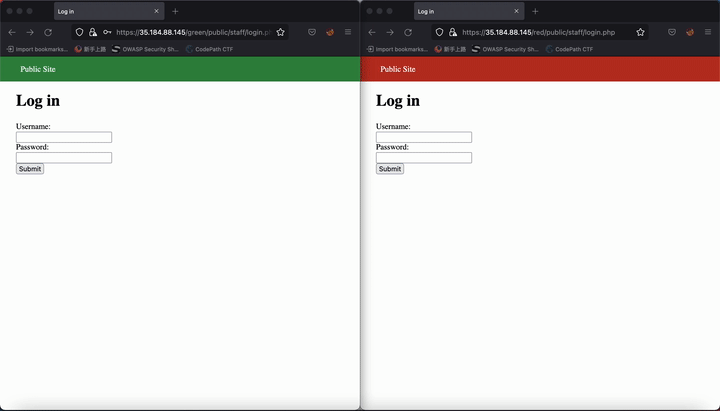 Log in
https://35.184.88.145/green/public/staff/login.ph
Import bookmarks... 新手上路 OWASP Security Sh... CodePath CTF
Public Site
Log in
Username:
Password:
Submit
Log in
https://35.184.88.145/red/public/staff/login.php
Import bookmarks... 新手上路 OWASP Security Sh... CodePath CTF
Public Site
Log in
Username:
Password:
Submit